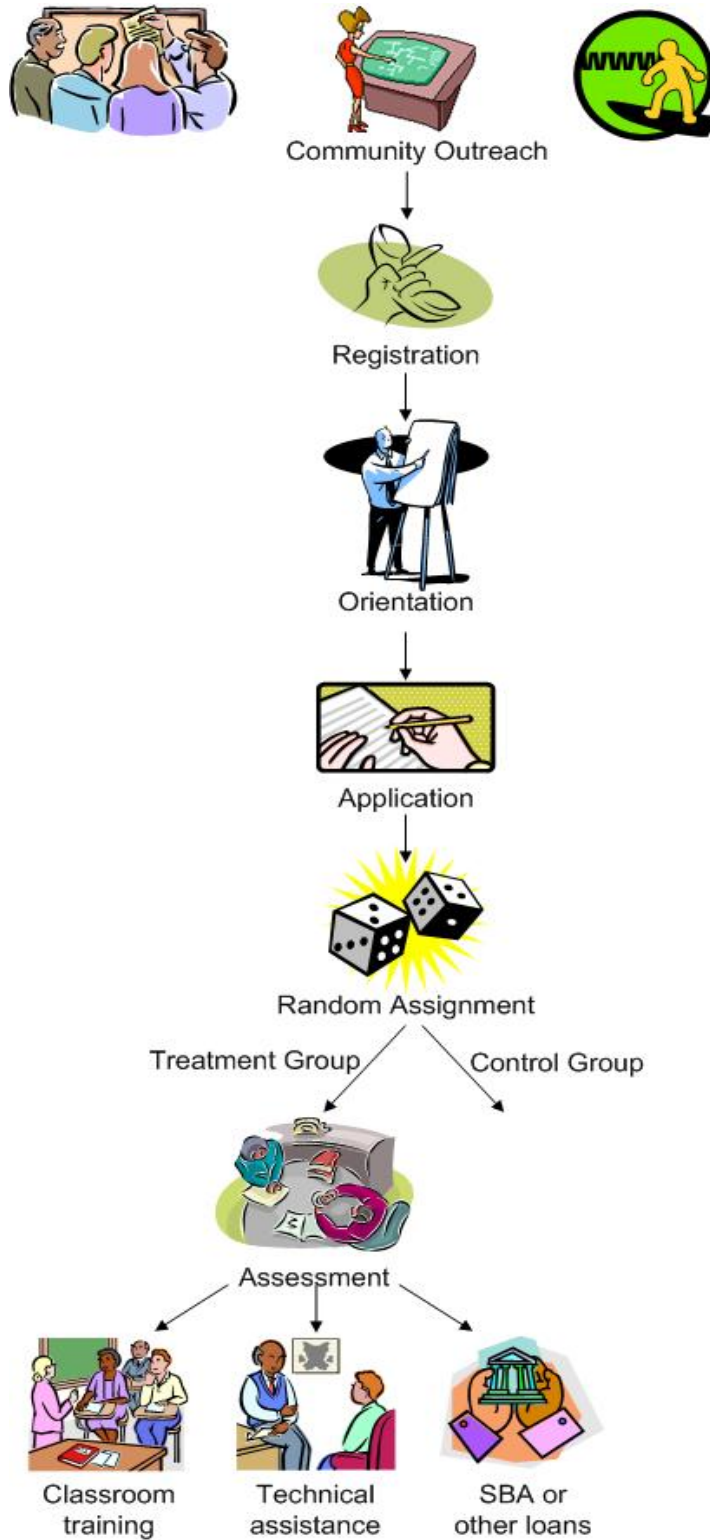 www
Community Outreach
Registration
Orientation
Application
Random Assignment
Treatment Group
Control Group
Assessment
Classroom
training
Technical
assistance
SBA or
other loans